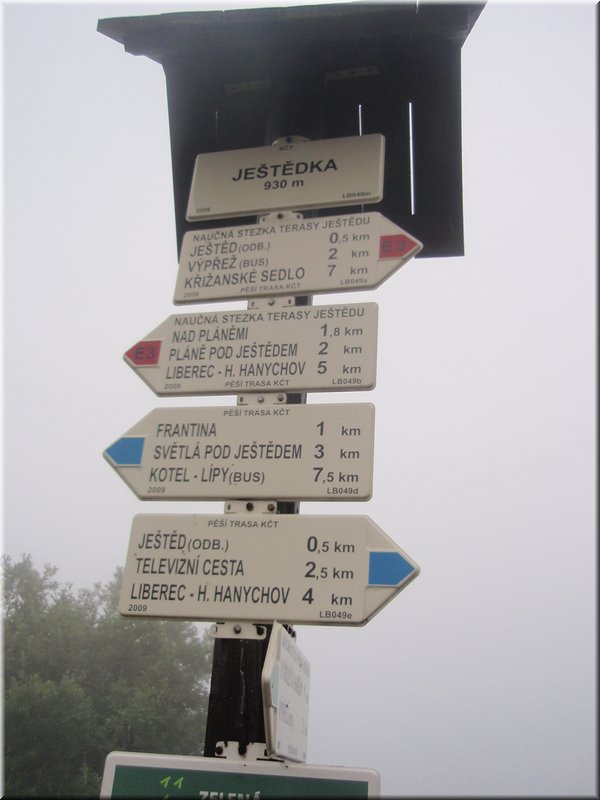 KČT
JEŠTĚDKA
930 m
2009 LB049m
NAUČNÁ STEZKA TERASY JEŠTĚDU
JEŠTĚD (ODB.) 0,5 km
VÝPŘEŽ (BUS) 2 km
KŘIŽANSKÉ SEDLO 7 km
E3
2009 PĚŠÍ TRASA KČT LB049a
NAUČNÁ STEZKA TERASY JEŠTĚDU
NAD PLÁNĚMI 1,8 km
E3 PLÁNĚ POD JEŠTĚDEM 2 km
LIBEREC - H. HANYCHOV 5 km
2009 PĚŠÍ TRASA KČT LB049b
PĚŠÍ TRASA KČT
FRANTINA 1 km
SVĚTLÁ POD JEŠTĚDEM 3 km
KOTEL - LÍPY (BUS) 7,5 km
2009 LB049d
PĚŠÍ TRASA KČT
JEŠTĚD (ODB.) 0,5 km
TELEVIZNÍ CESTA 2,5 km
LIBEREC - H. HANYCHOV 4 km
2009 LB049e
11
ZELENÁ